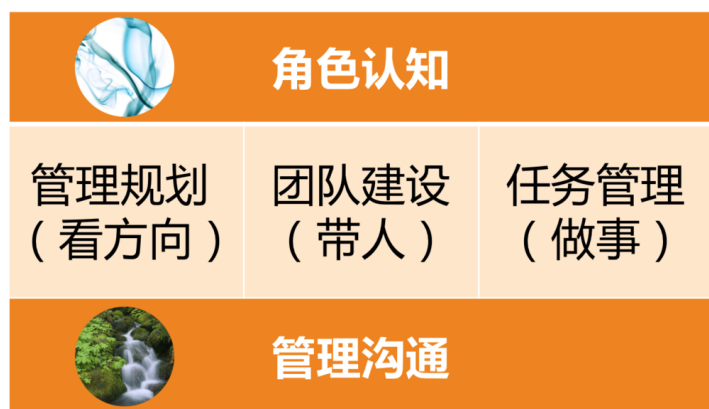 角色认知
管理规划
（看方向）
团队建设
（带人）
任务管理
（做事）
管理沟通